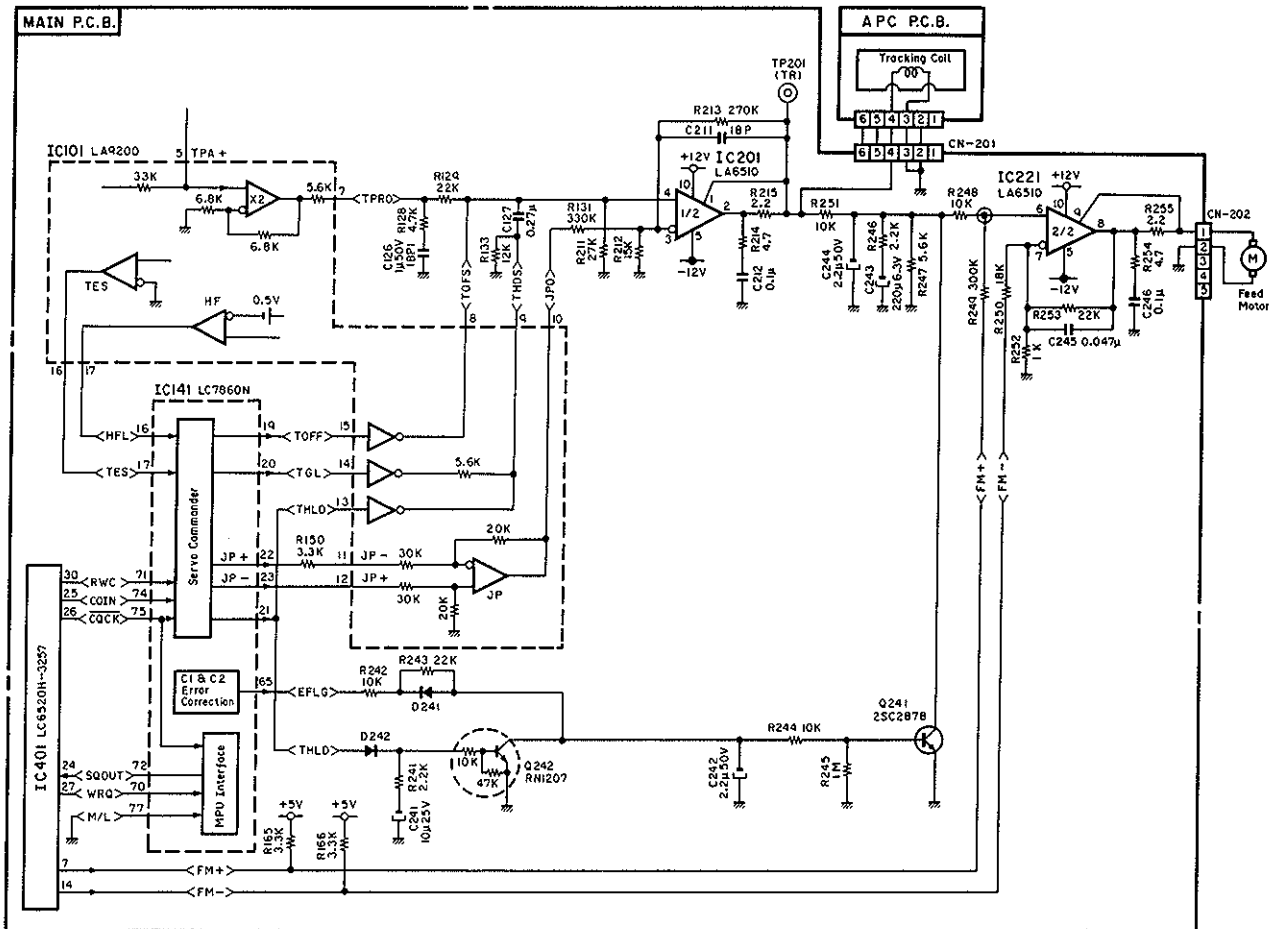 MAIN P.C.B.
APC P.C.B.
Tracking Coil
6 5 4 3 2 1
6 5 4 3 2 1
CN-201
TP201
(TR)
R213 270K
C211 18P
IC101 LA9200
5 TPA+
33K
6.8K
X2
6.8K
5.6K
7
TPRO
R129
22K
R128
4.7K
C126
1μ50V
18P1
C127
0.27μ
R133
12K
R131
330K
R211
27K
R212
15K
IC201
LA6510
+12V
10
4
1
1/2
2
3
5
-12V
R215
2.2
R214
4.7
C212
0.1μ
R251
10K
C244
2.2μ50V
R246
2.2K
C243
220μ6.3V
R247 5.6K
R248
10K
R249 300K
R250 18K
IC221
LA6510
+12V
10
6
9
2/2
8
7
5
-12V
R255
2.2
R254
4.7
C246
0.1μ
R253
22K
C245 0.047μ
R252
1K
CN-202
1
2
3
4
5
M
Feed
Motor
TES
HF
0.5V
TOFS
8
THDS
9
JPO
10
16
17
IC141 LC7860N
HFL
16
TES
17
Servo Commander
19
TOFF
15
20
TGL
14
5.6K
THLD
13
JP+
22
R150
3.3K
11
JP-
30K
20K
JP-
23
12
JP+
30K
20K
JP
21
IC401 LC6520H-3257
30
RWC
71
25
COIN
74
26
CQCK
75
C1 & C2
Error
Correction
65
EFLG
R242
10K
R243 22K
D241
THLD
D242
R241
2.2K
C241
10μ25V
10K
47K
Q242
RN1207
C242
2.2μ50V
R244 10K
R245
1M
Q241
2SC2878
MPU Interface
24
SQOUT
72
27
WRQ
70
M/L
77
+5V
R165
3.3K
+5V
R166
3.3K
7
FM+
14
FM-
FM+
FM-